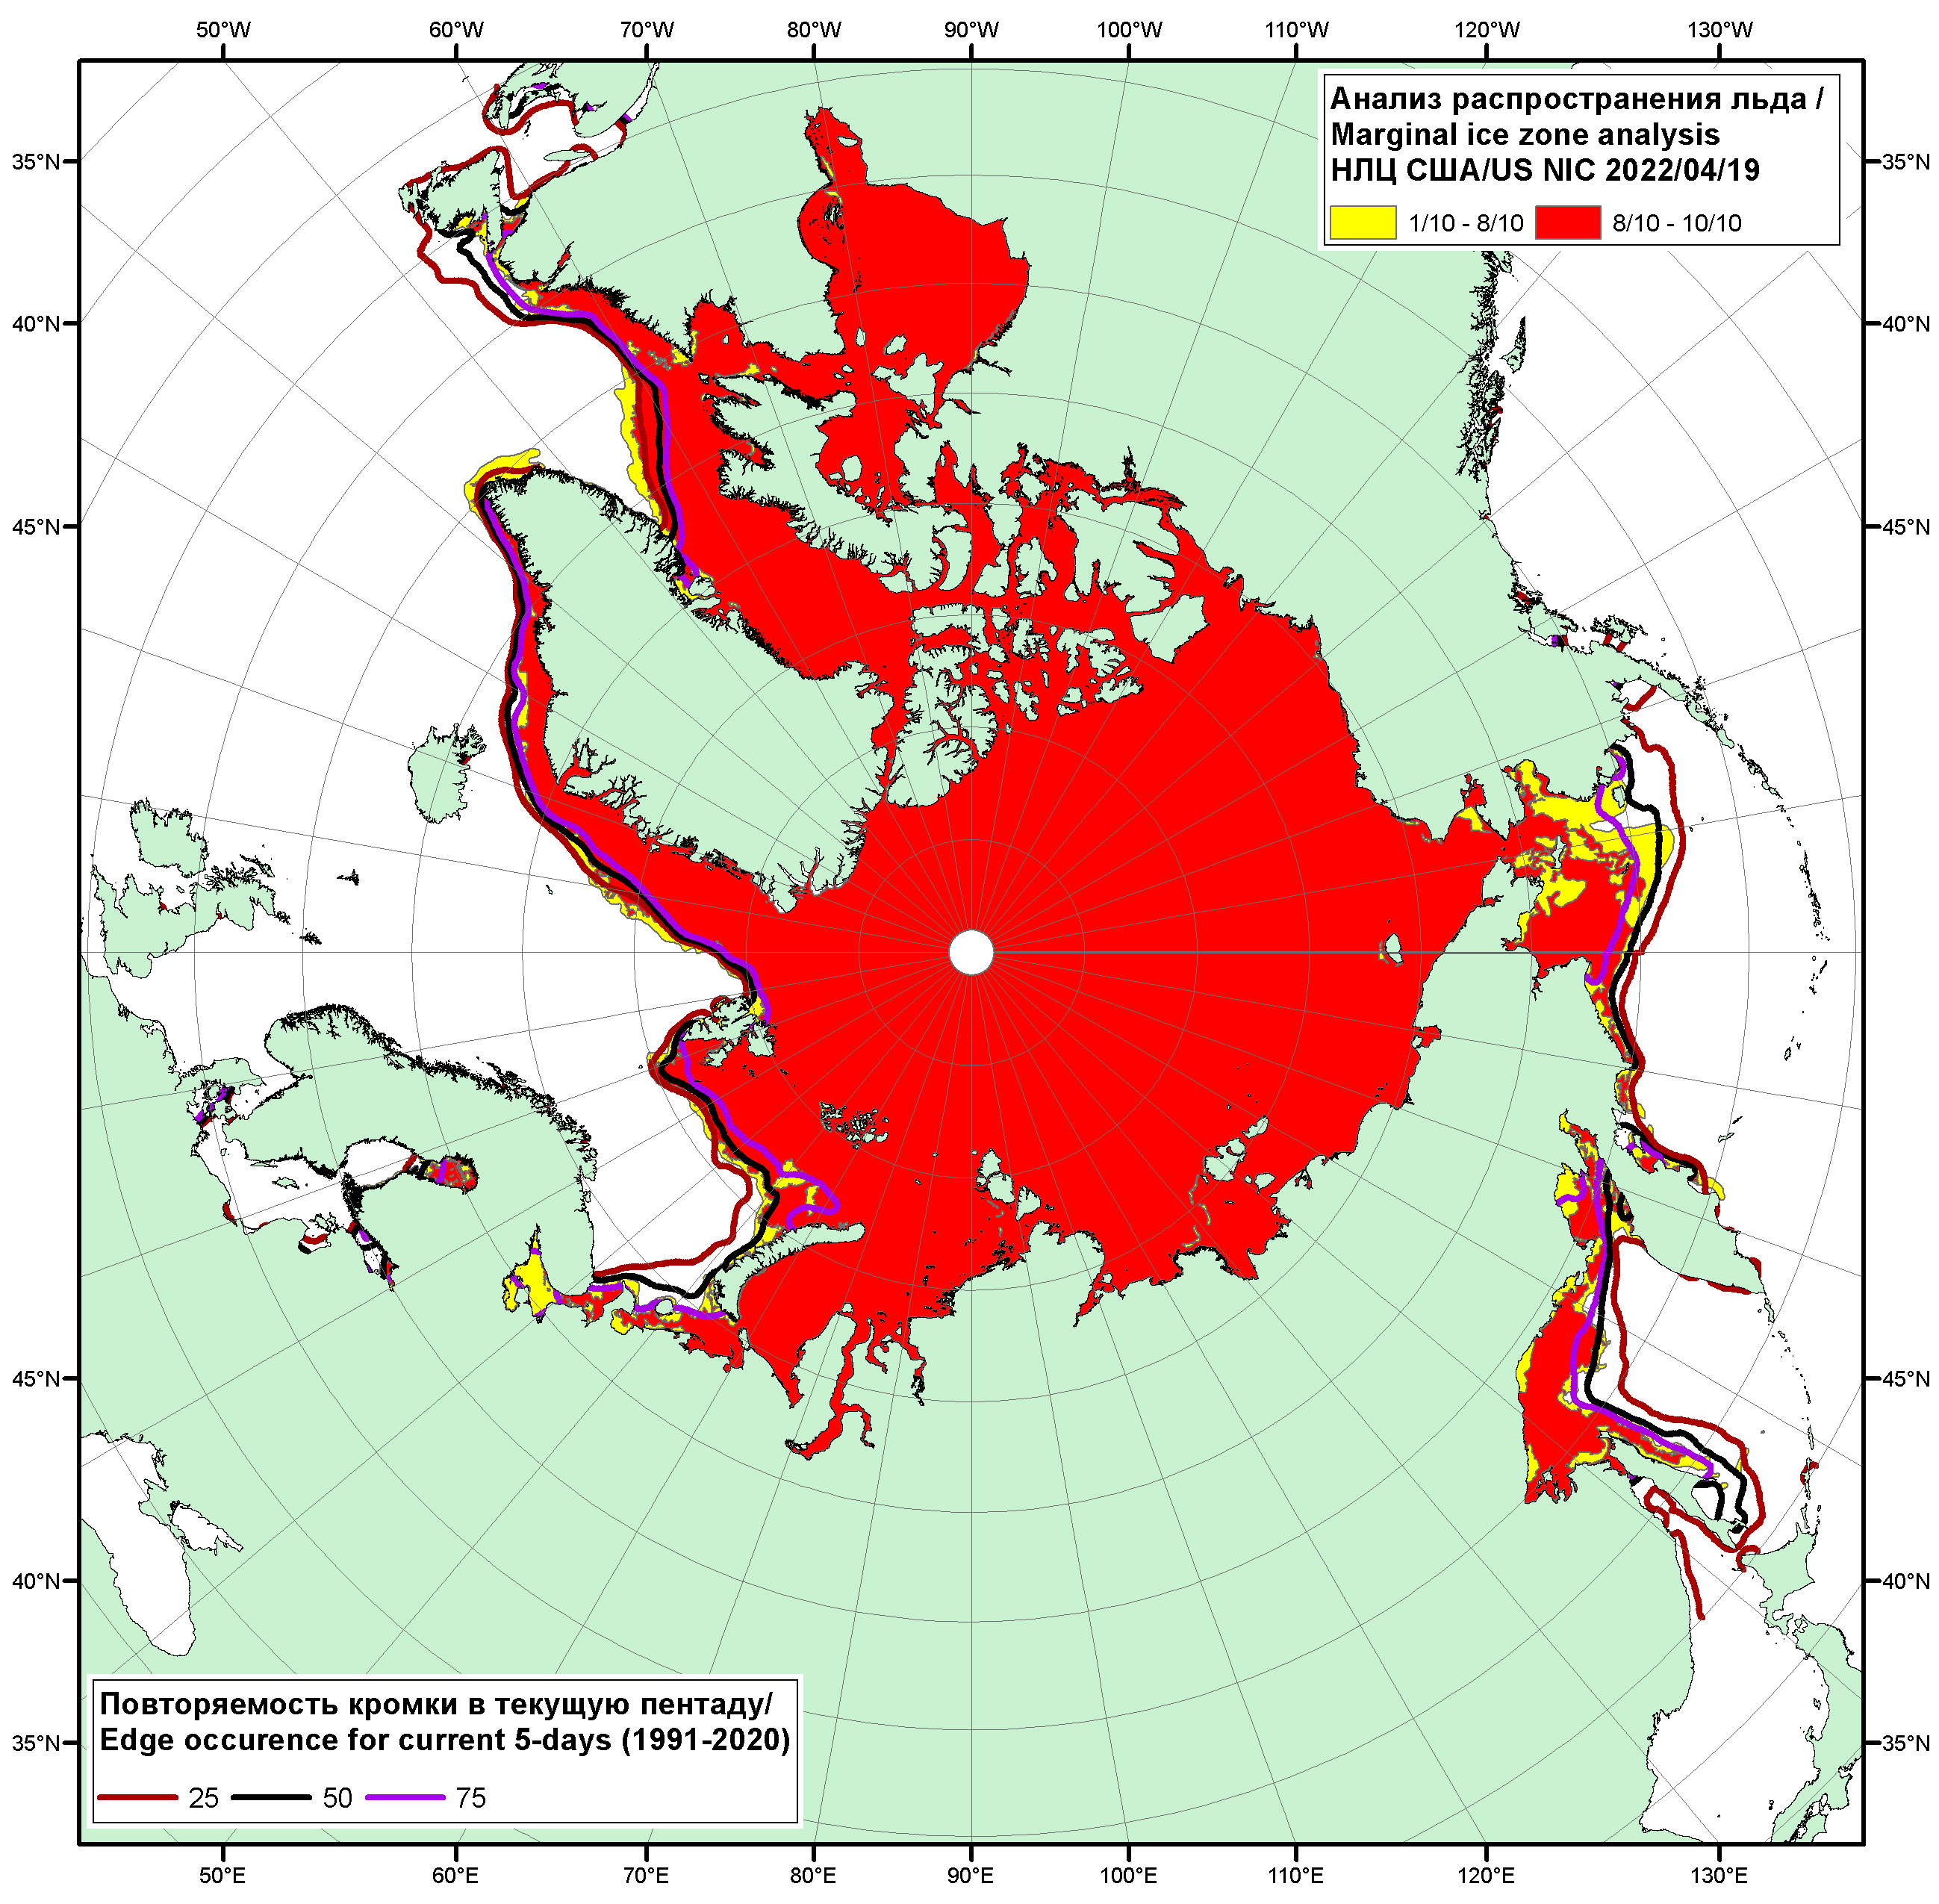 50°W 60°W 70°W 80°W 90°W 100°W 110°W 120°W 130°W
Анализ распространения льда /
Marginal ice zone analysis
НЛЦ США/US NIC 2022/04/19
1/10 - 8/10 8/10 - 10/10
35°N 35°N
40°N 40°N
45°N 45°N
45°N 45°N
40°N 40°N
35°N 35°N
Повторяемость кромки в текущую пентаду/
Edge occurence for current 5-days (1991-2020)
25 50 75
50°E 60°E 70°E 80°E 90°E 100°E 110°E 120°E 130°E